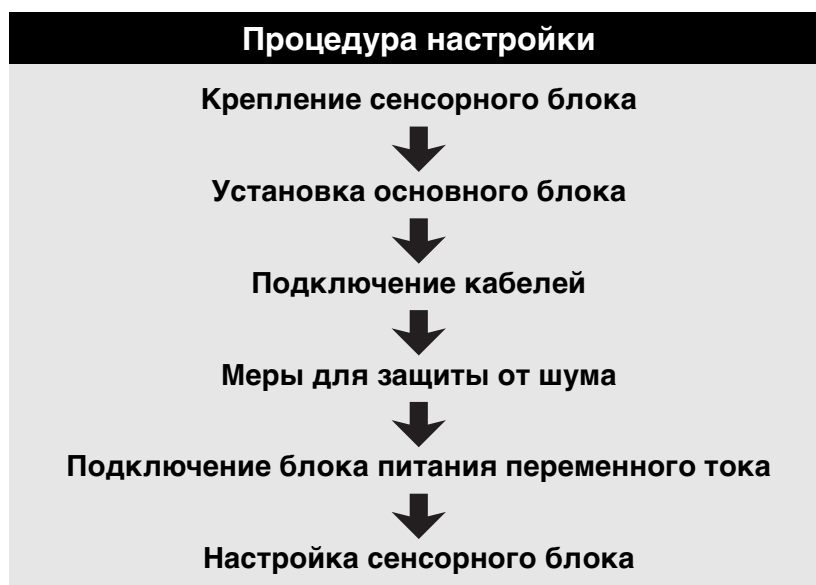 Процедура настройки
Крепление сенсорного блока
Установка основного блока
Подключение кабелей
Меры для защиты от шума
Подключение блока питания переменного тока
Настройка сенсорного блока